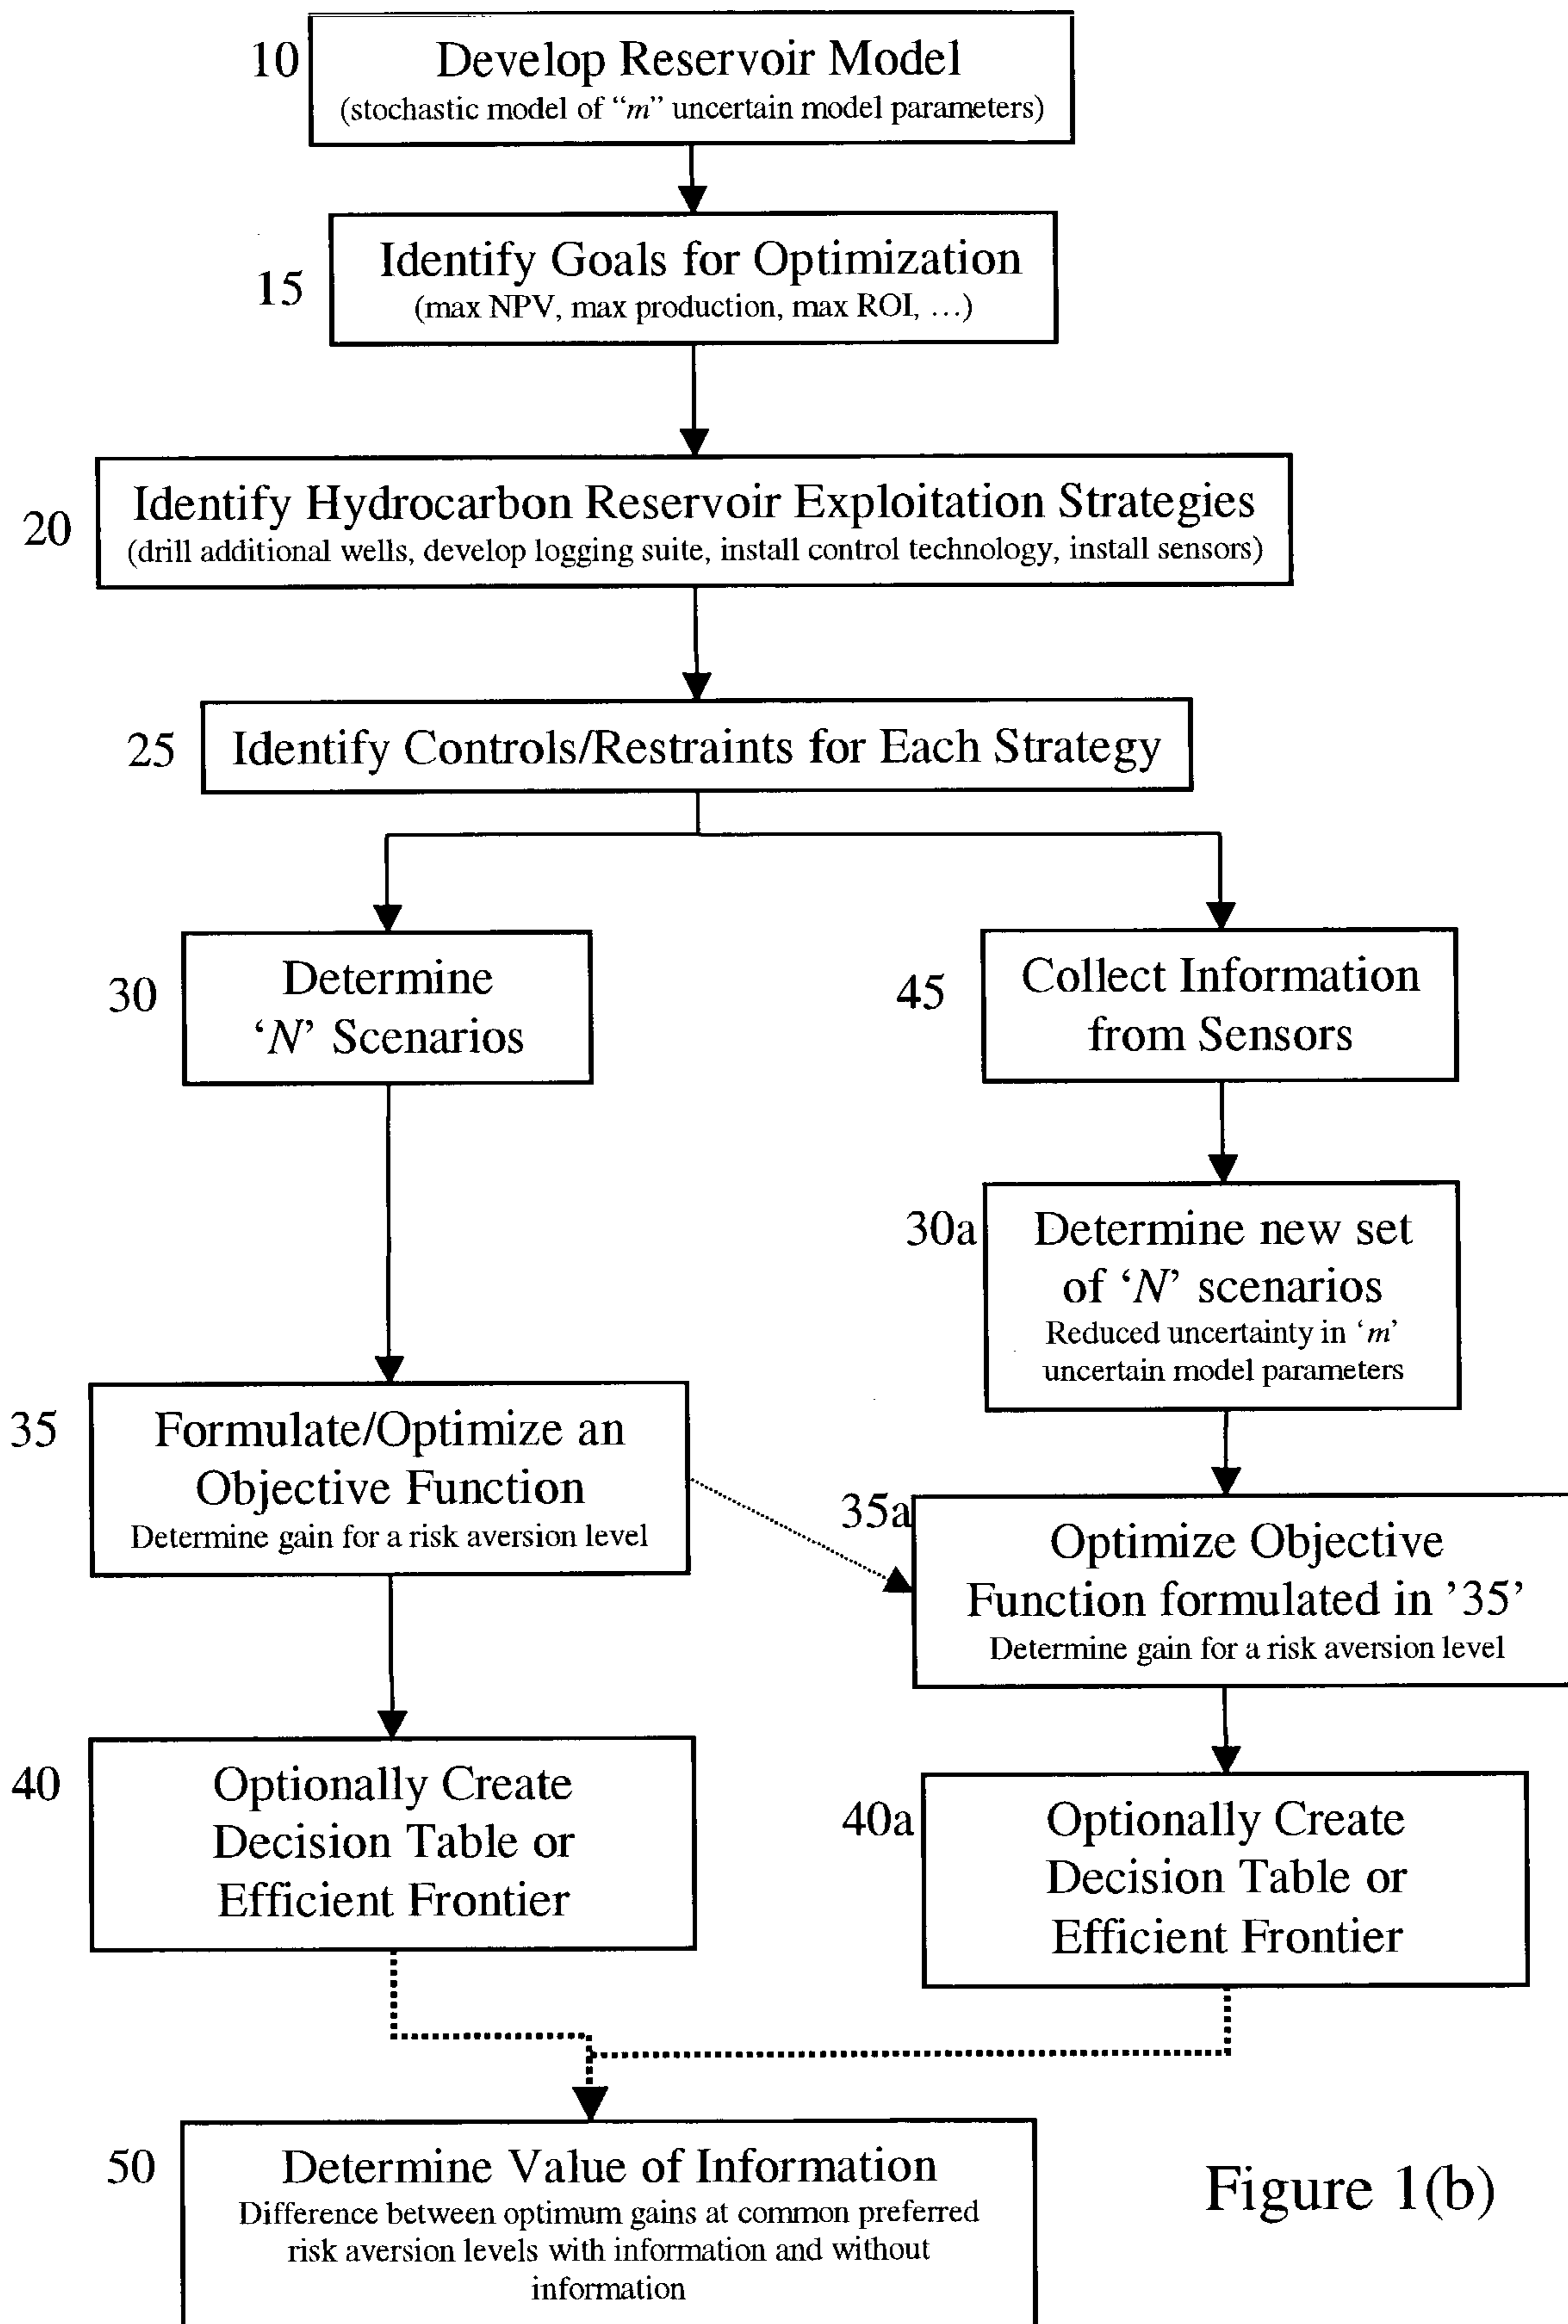 10
Develop Reservoir Model
(stochastic model of “m” uncertain model parameters)
15
Identify Goals for Optimization
(max NPV, max production, max ROI, …)
20
Identify Hydrocarbon Reservoir Exploitation Strategies
(drill additional wells, develop logging suite, install control technology, install sensors)
25
Identify Controls/Restraints for Each Strategy
30
Determine
‘N’ Scenarios
45
Collect Information
from Sensors
30a
Determine new set
of ‘N’ scenarios
Reduced uncertainty in ‘m’
uncertain model parameters
35
Formulate/Optimize an
Objective Function
Determine gain for a risk aversion level
35a
Optimize Objective
Function formulated in ’35’
Determine gain for a risk aversion level
40
Optionally Create
Decision Table or
Efficient Frontier
40a
Optionally Create
Decision Table or
Efficient Frontier
50
Determine Value of Information
Difference between optimum gains at common preferred
risk aversion levels with information and without
information
Figure 1(b)